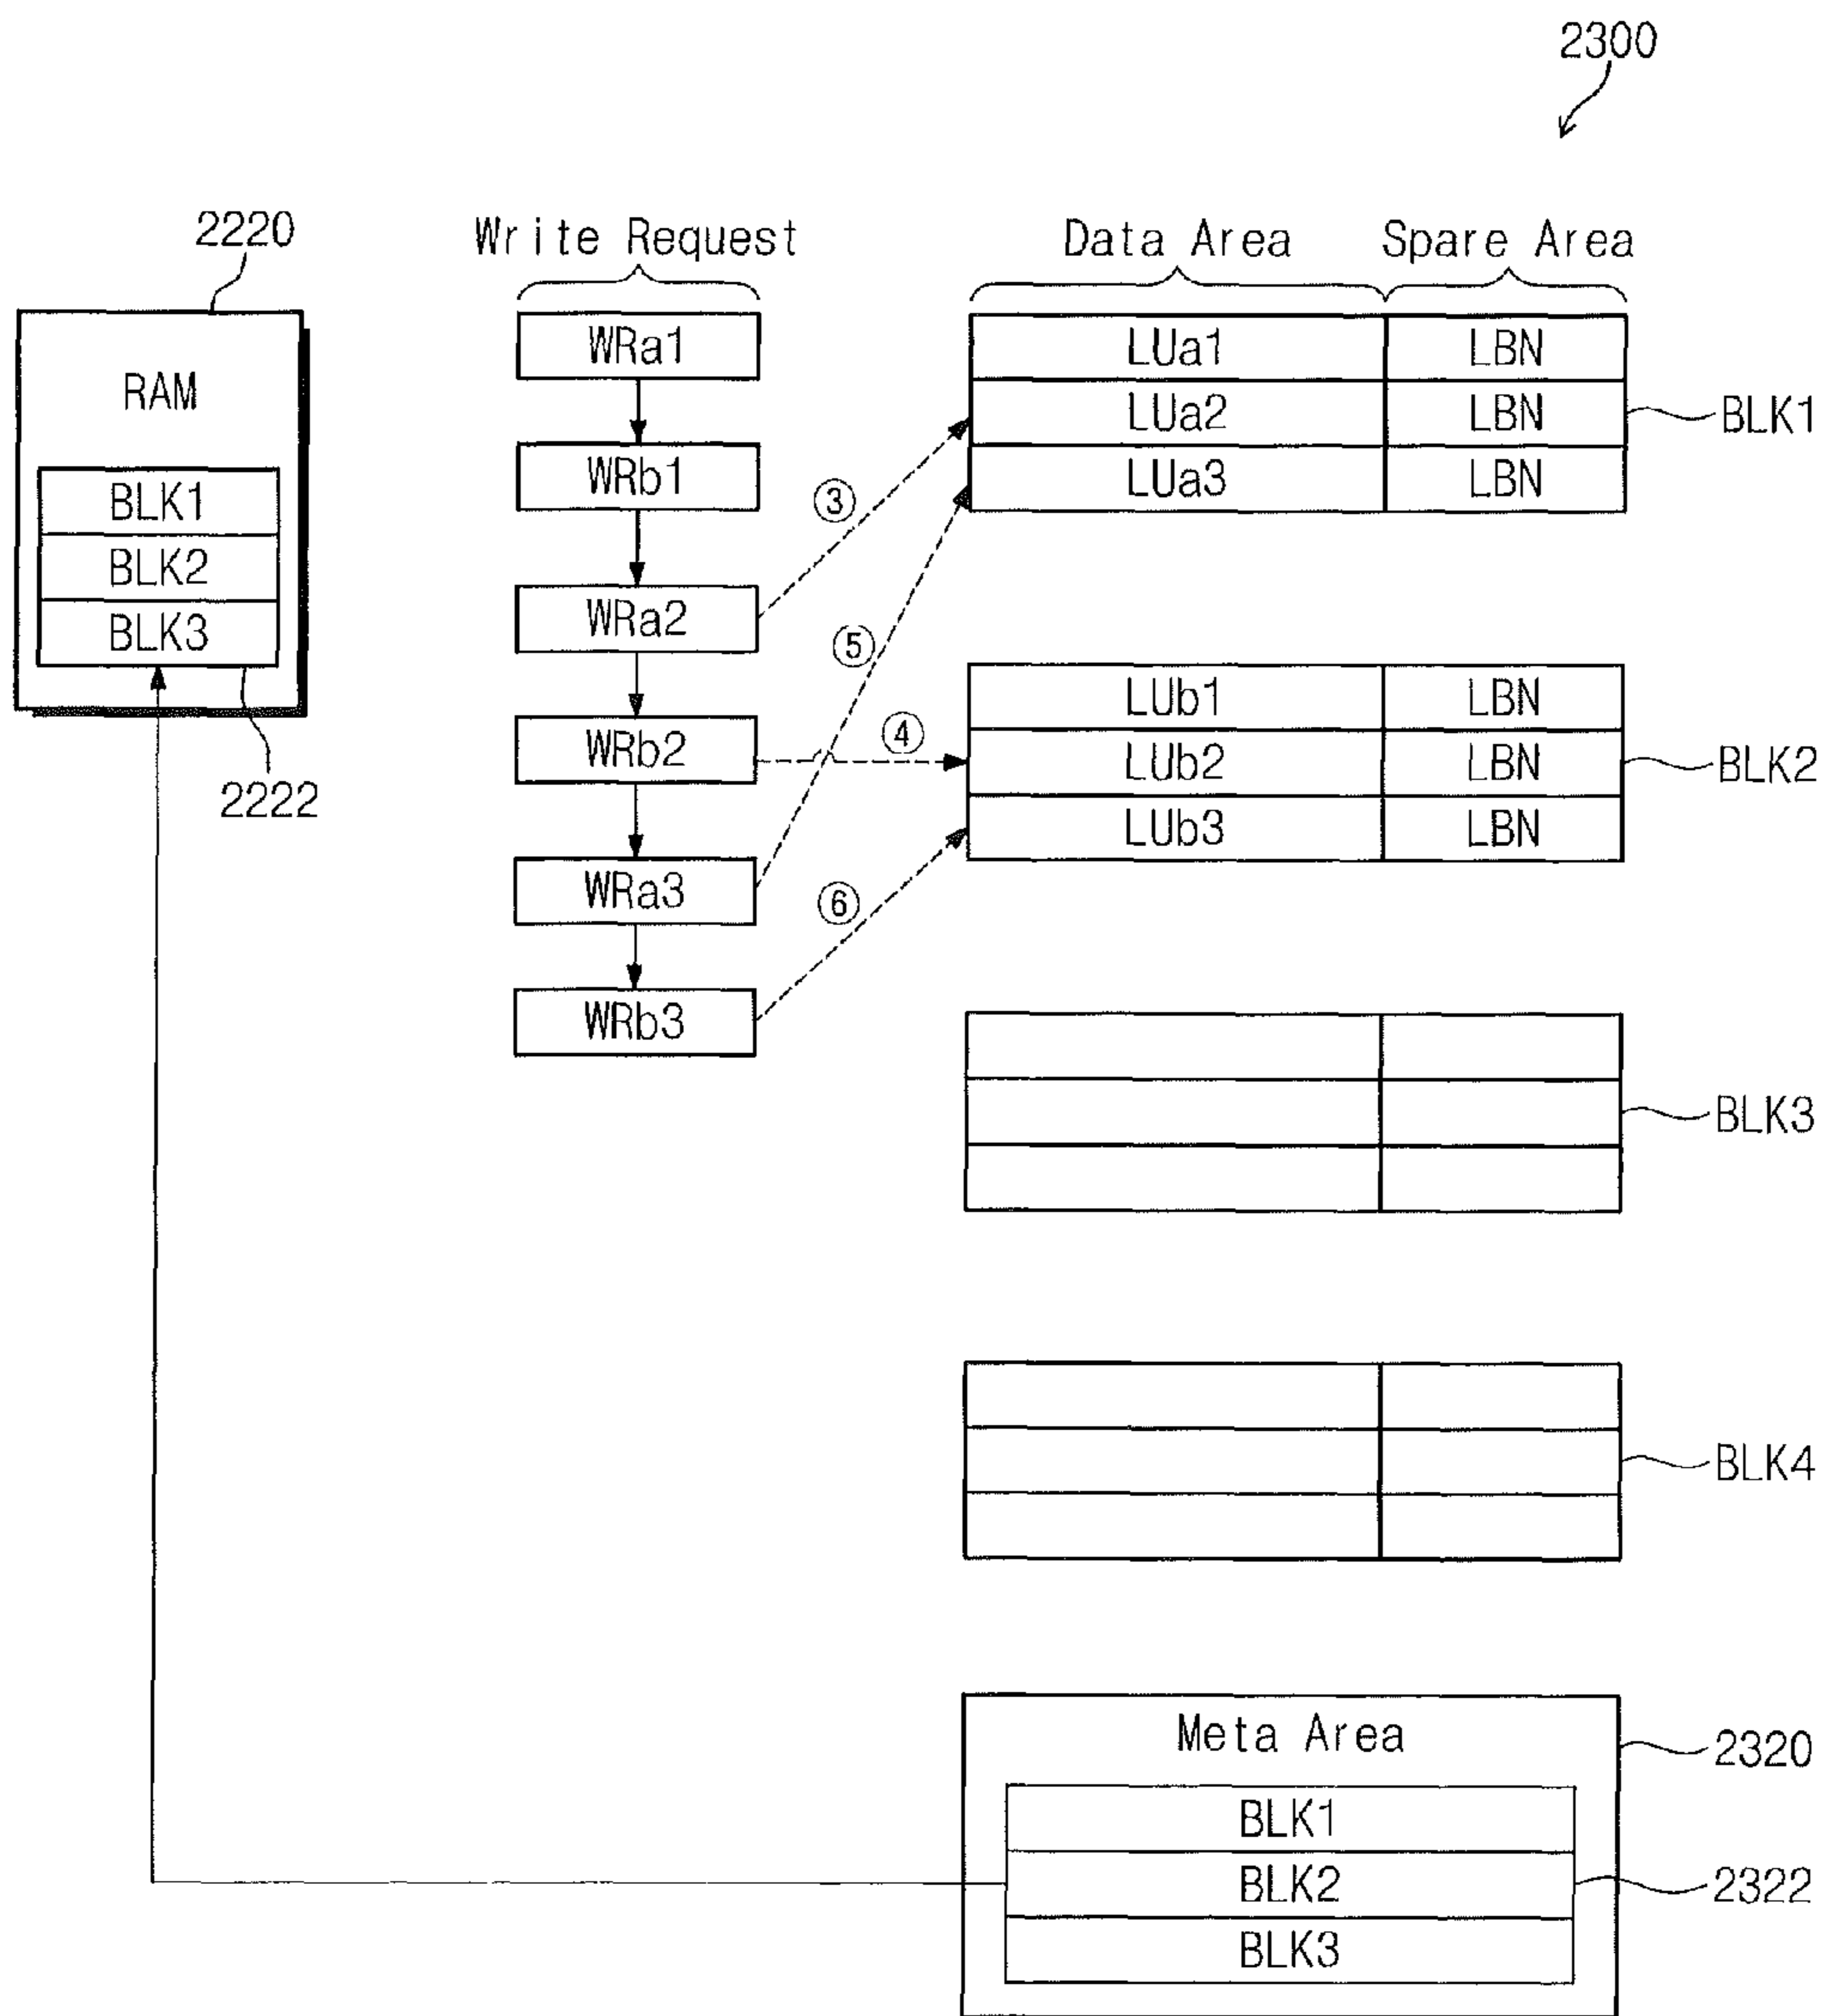 2300
2220
Write Request
Data Area
Spare Area
RAM
BLK1
BLK2
BLK3
2222
WRa1
WRb1
WRa2
WRb2
WRa3
WRb3
③
⑤
④
⑥
LUa1 LBN
LUa2 LBN
LUa3 LBN
BLK1
LUb1 LBN
LUb2 LBN
LUb3 LBN
BLK2
BLK3
BLK4
Meta Area
2320
BLK1
BLK2
BLK3
2322